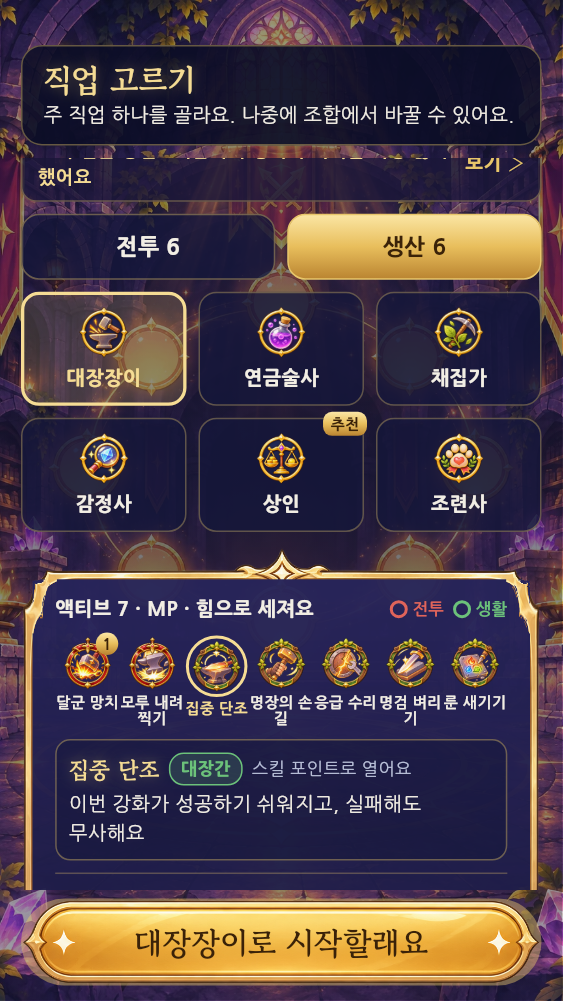 직업 고르기
주 직업 하나를 골라요. 나중에 조합에서 바꿀 수 있어요.
보기 >
했어요
전투 6
생산 6
대장장이
연금술사
채집가
추천
감정사
상인
조련사
액티브 7 · MP · 힘으로 세져요
전투
생활
1
달군 망치
모루 내려찍기
집중 단조
명장의 손길
응급 수리
명검 벼리기
룬 새기기
집중 단조
대장간
스킬 포인트로 열어요
이번 강화가 성공하기 쉬워지고, 실패해도
무사해요
대장장이로 시작할래요